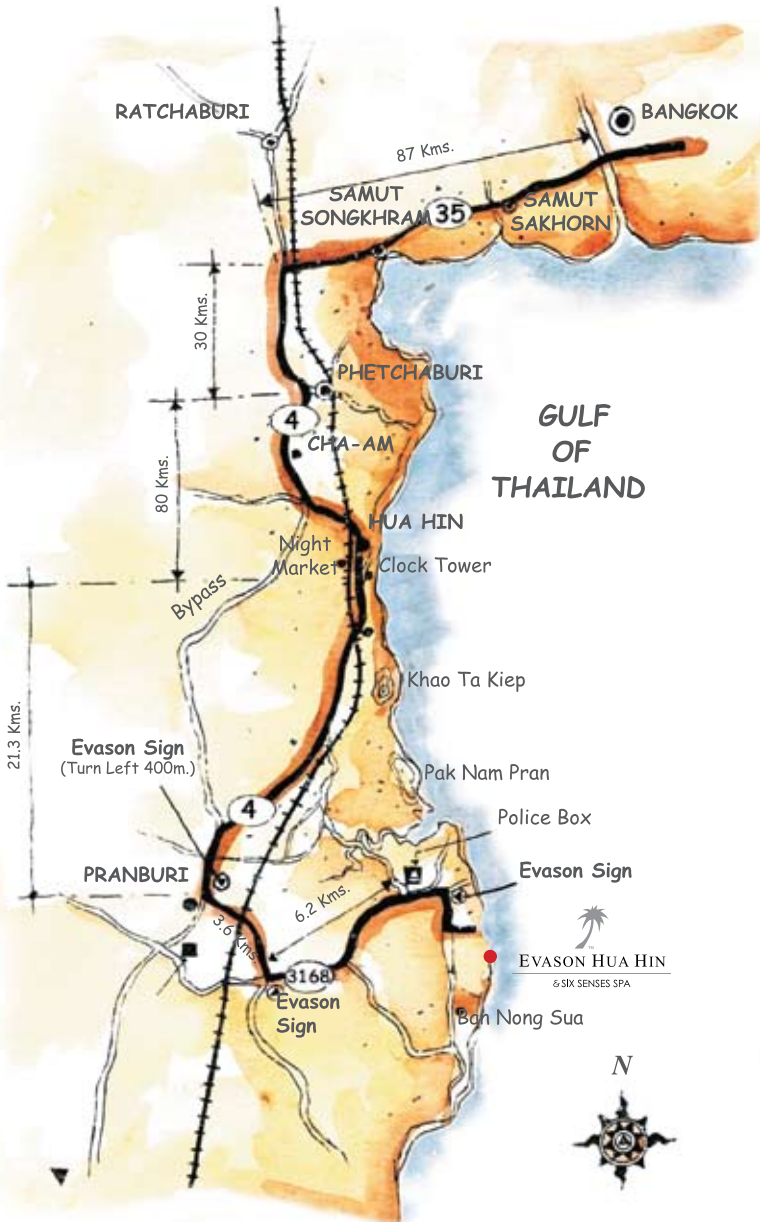 RATCHABURI
BANGKOK
87 Kms.
SAMUT
SONGKHRAM
35
SAMUT
SAKHORN
30 Kms.
PHETCHABURI
4
CHA-AM
GULF
OF
THAILAND
80 Kms.
HUA HIN
Night
Market
Clock Tower
Bypass
Khao Ta Kiep
21.3 Kms.
Evason Sign
(Turn Left 400m.)
Pak Nam Pran
4
Police Box
PRANBURI
Evason Sign
6.2 Kms.
3.6 Kms.
EVASON HUA HIN
& SIX SENSES SPA
3168
Evason
Sign
Ban Nong Sua
N